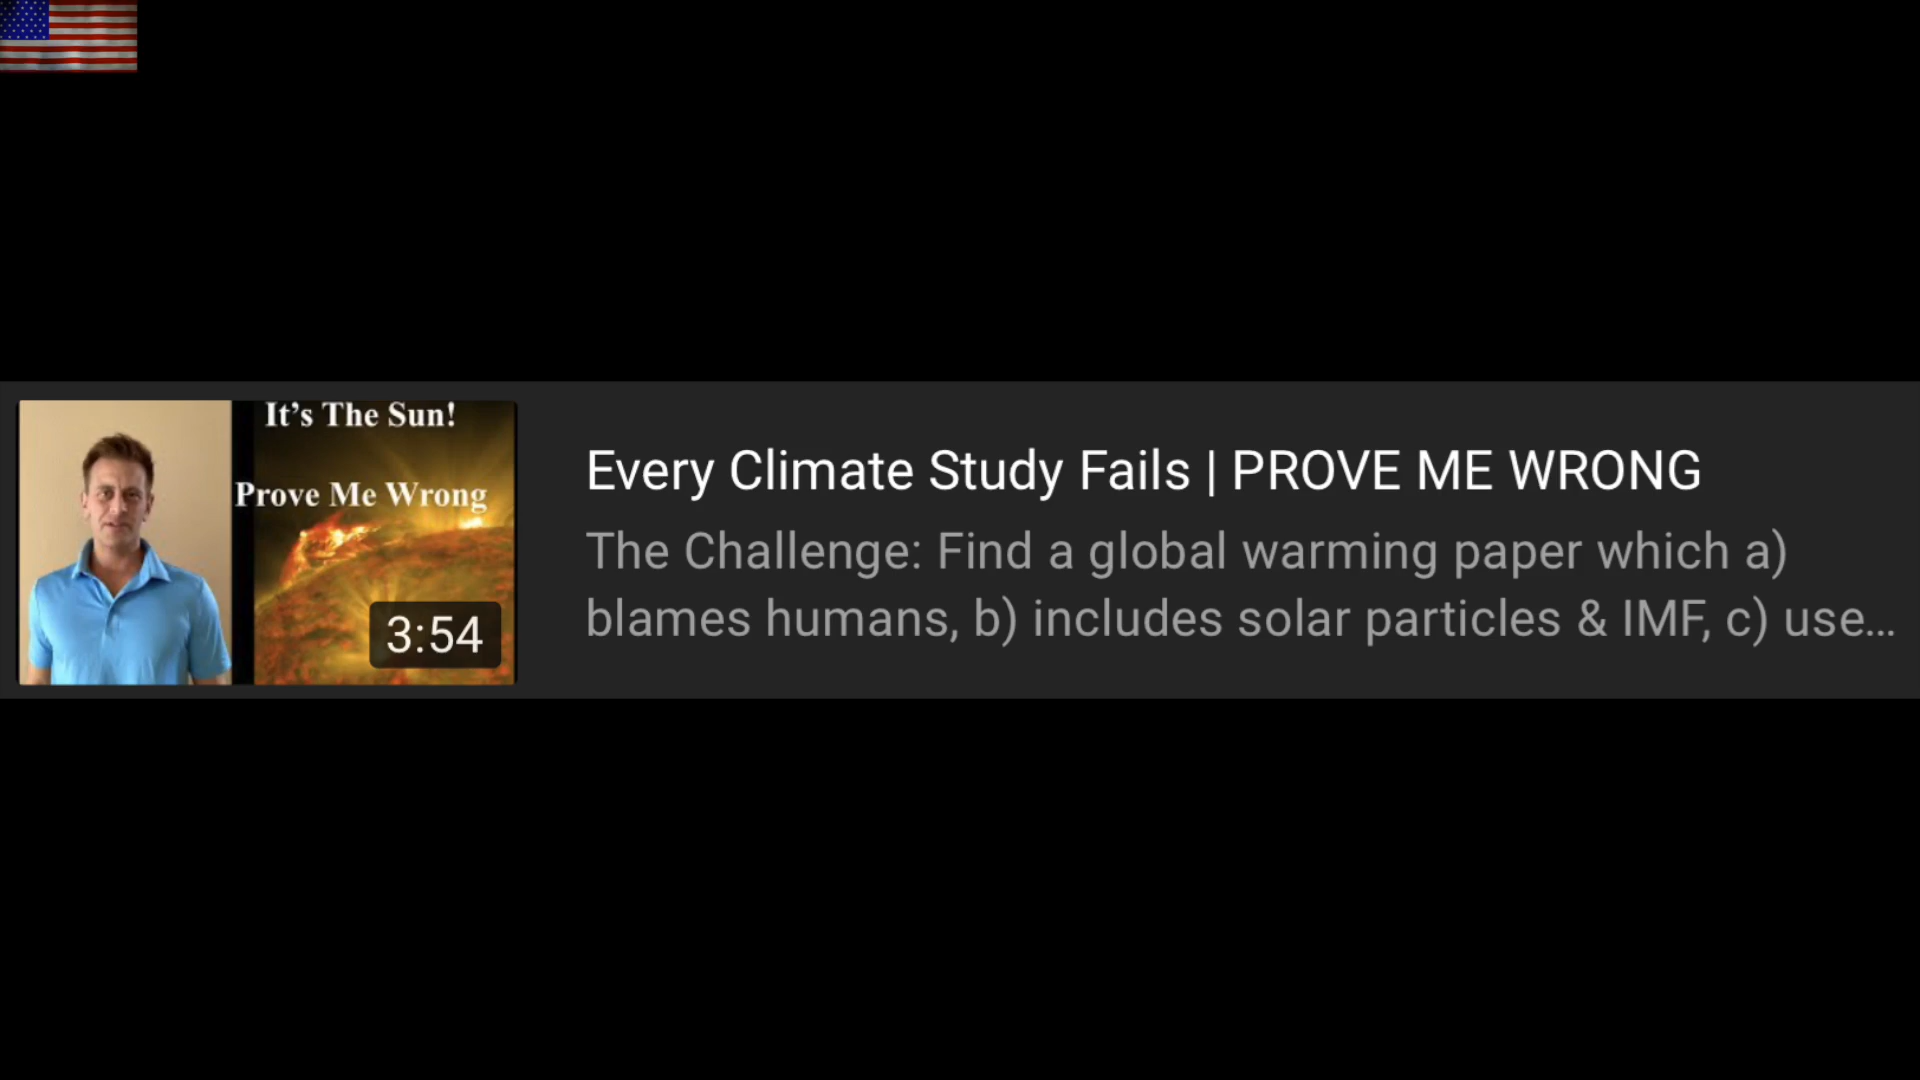 It's The Sun!
Prove Me Wrong
3:54
Every Climate Study Fails | PROVE ME WRONG
The Challenge: Find a global warming paper which a)
blames humans, b) includes solar particles & IMF, c) use...